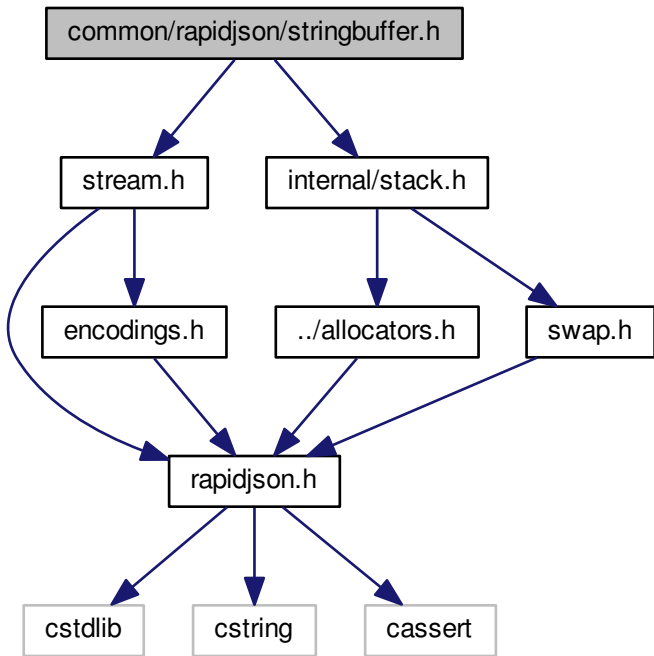 common/rapidjson/stringbuffer.h
stream.h
internal/stack.h
encodings.h
../allocators.h
swap.h
rapidjson.h
cstdlib
cstring
cassert